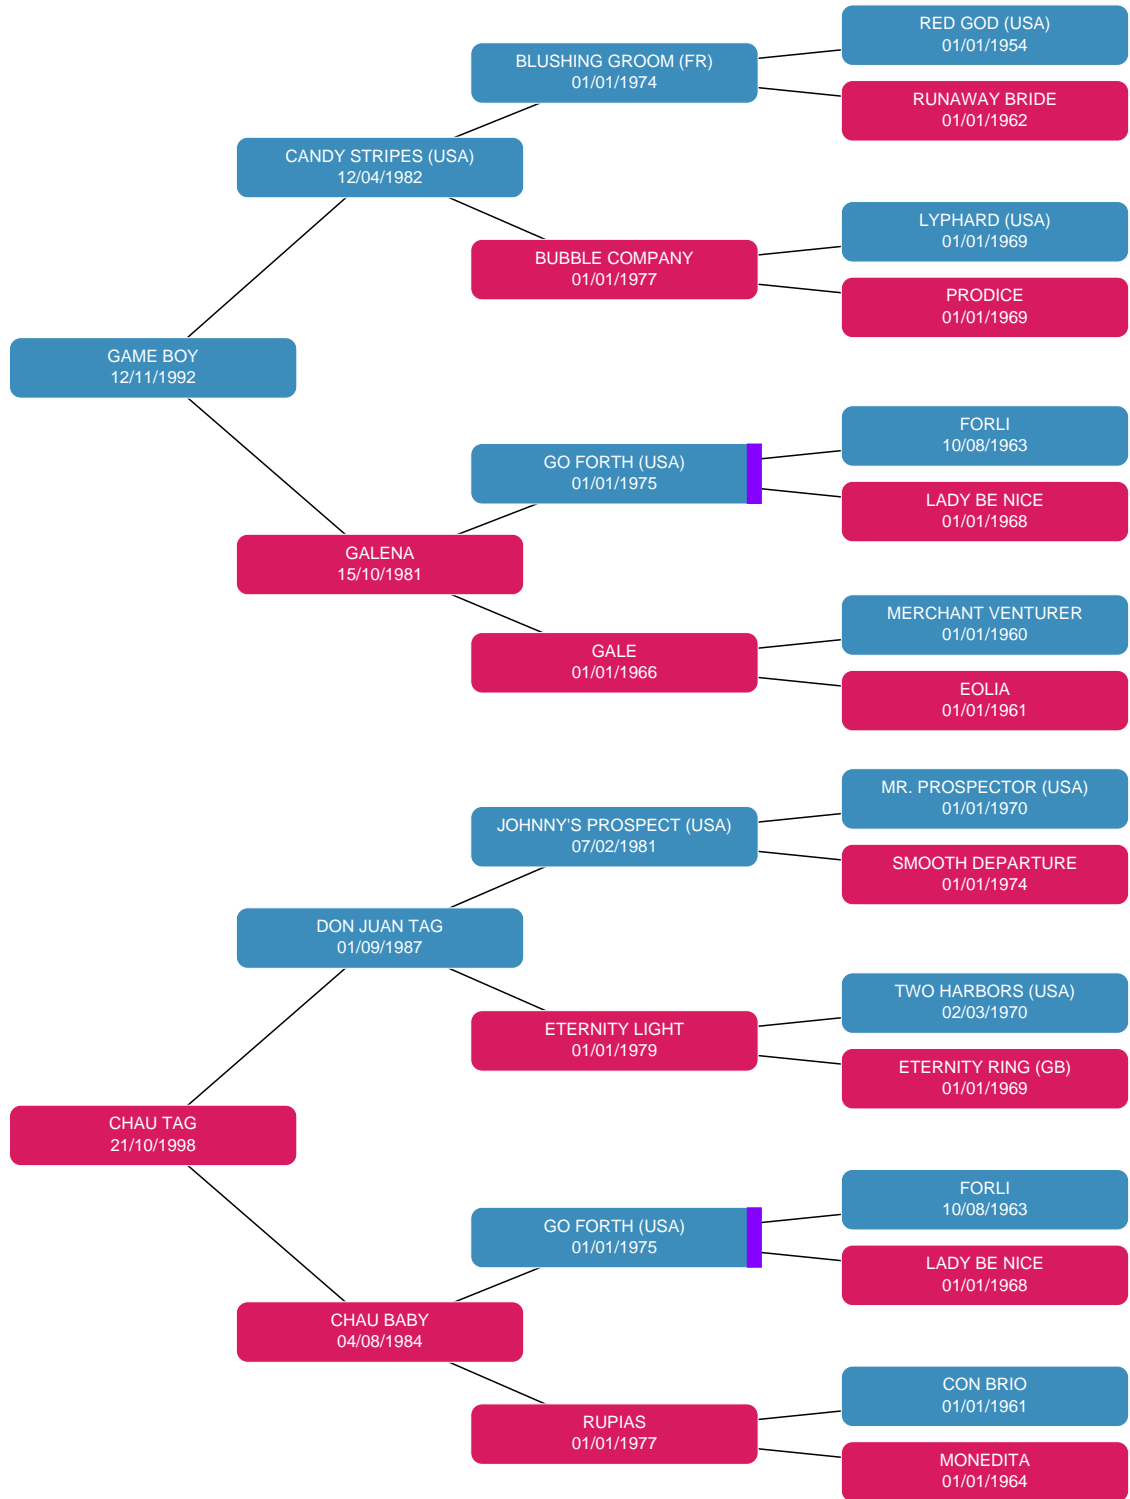 RED GOD (USA)
01/01/1954
BLUSHING GROOM (FR)
01/01/1974
RUNAWAY BRIDE
01/01/1962
CANDY STRIPES (USA)
12/04/1982
LYPHARD (USA)
01/01/1969
BUBBLE COMPANY
01/01/1977
PRODICE
01/01/1969
GAME BOY
12/11/1992
FORLI
10/08/1963
GO FORTH (USA)
01/01/1975
LADY BE NICE
01/01/1968
GALENA
15/10/1981
MERCHANT VENTURER
01/01/1960
GALE
01/01/1966
EOLIA
01/01/1961
MR. PROSPECTOR (USA)
01/01/1970
JOHNNY'S PROSPECT (USA)
07/02/1981
SMOOTH DEPARTURE
01/01/1974
DON JUAN TAG
01/09/1987
TWO HARBORS (USA)
02/03/1970
ETERNITY LIGHT
01/01/1979
ETERNITY RING (GB)
01/01/1969
CHAU TAG
21/10/1998
FORLI
10/08/1963
GO FORTH (USA)
01/01/1975
LADY BE NICE
01/01/1968
CHAU BABY
04/08/1984
CON BRIO
01/01/1961
RUPIAS
01/01/1977
MONEDITA
01/01/1964